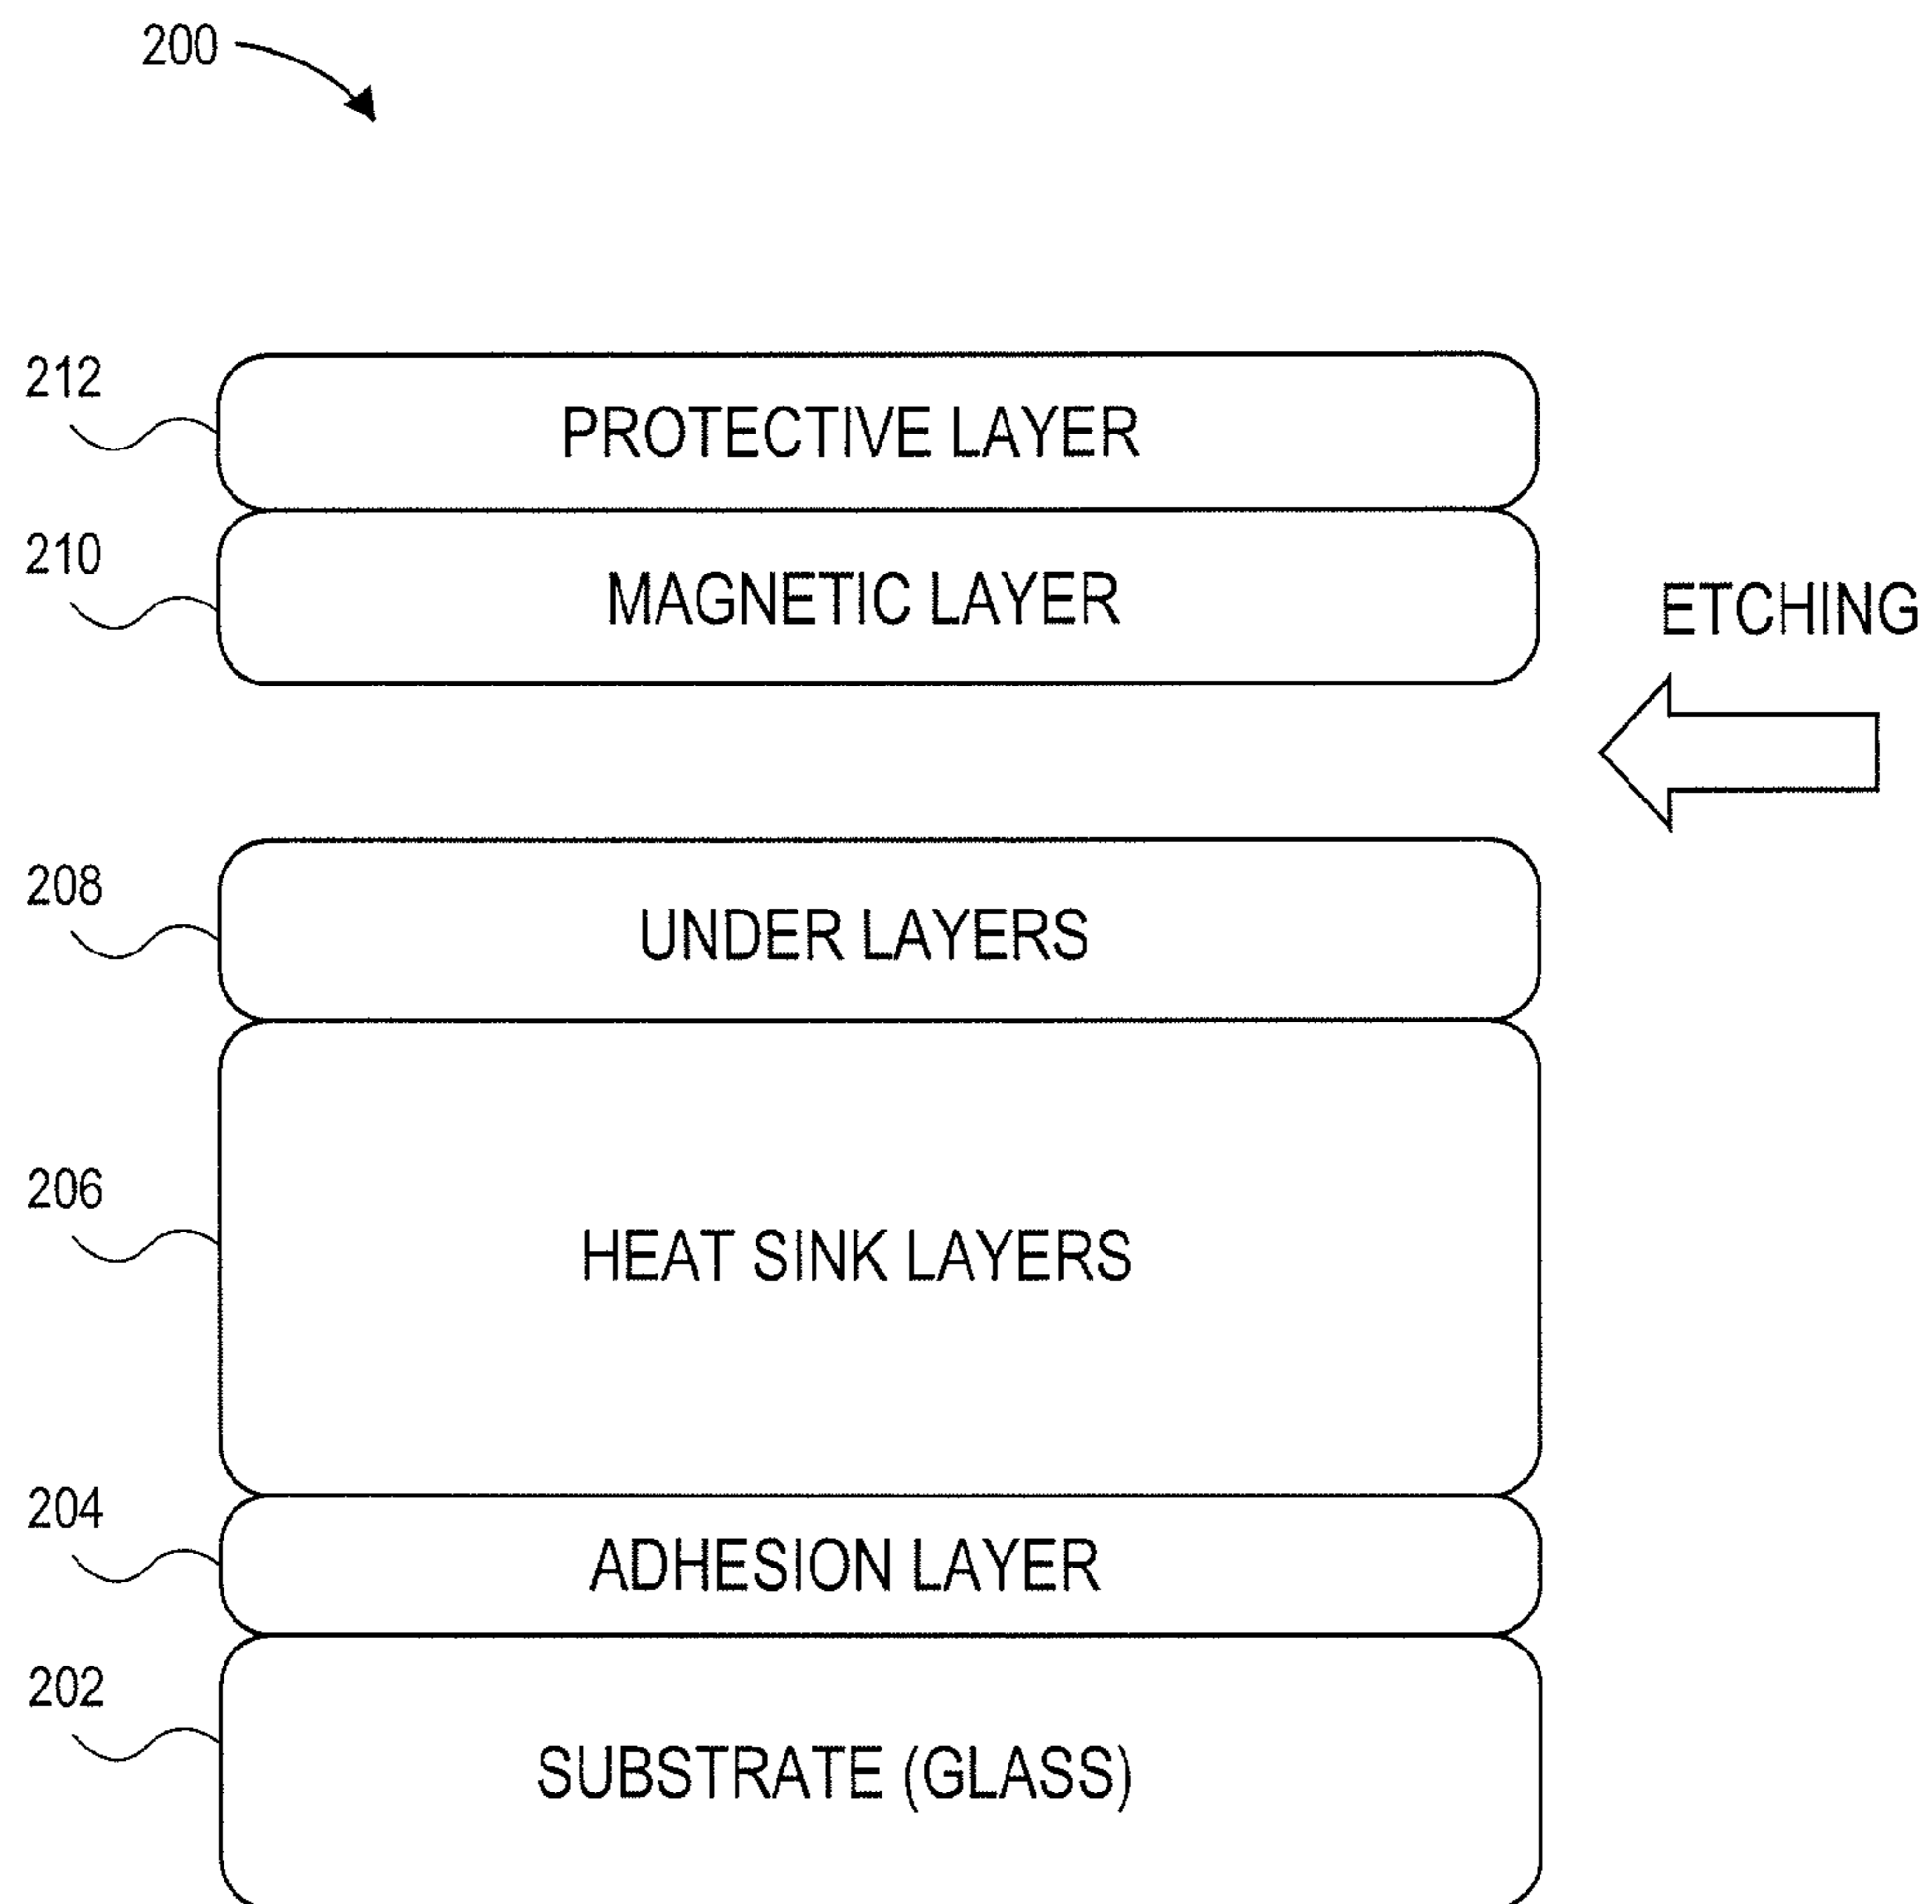 200
212
PROTECTIVE LAYER
210
MAGNETIC LAYER
ETCHING
208
UNDER LAYERS
206
HEAT SINK LAYERS
204
ADHESION LAYER
202
SUBSTRATE (GLASS)